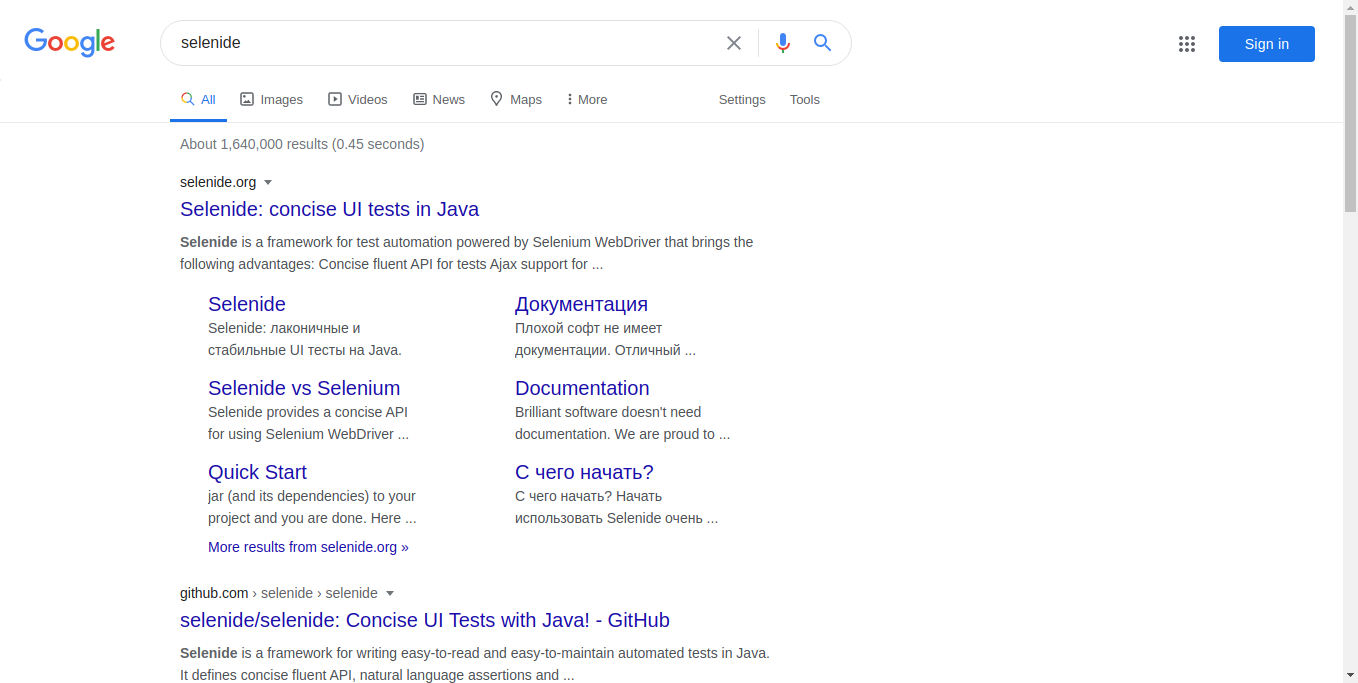 Google
selenide
Sign in
All Images Videos News Maps More Settings Tools
About 1,640,000 results (0.45 seconds)
selenide.org
Selenide: concise UI tests in Java
Selenide is a framework for test automation powered by Selenium WebDriver that brings the
following advantages: Concise fluent API for tests Ajax support for ...
Selenide
Selenide: лаконичные и
стабильные UI тесты на Java.
Документация
Плохой софт не имеет
документации. Отличный ...
Selenide vs Selenium
Selenide provides a concise API
for using Selenium WebDriver ...
Documentation
Brilliant software doesn't need
documentation. We are proud to ...
Quick Start
jar (and its dependencies) to your
project and you are done. Here ...
С чего начать?
С чего начать? Начать
использовать Selenide очень ...
More results from selenide.org »
github.com › selenide › selenide
selenide/selenide: Concise UI Tests with Java! - GitHub
Selenide is a framework for writing easy-to-read and easy-to-maintain automated tests in Java.
It defines concise fluent API, natural language assertions and ...